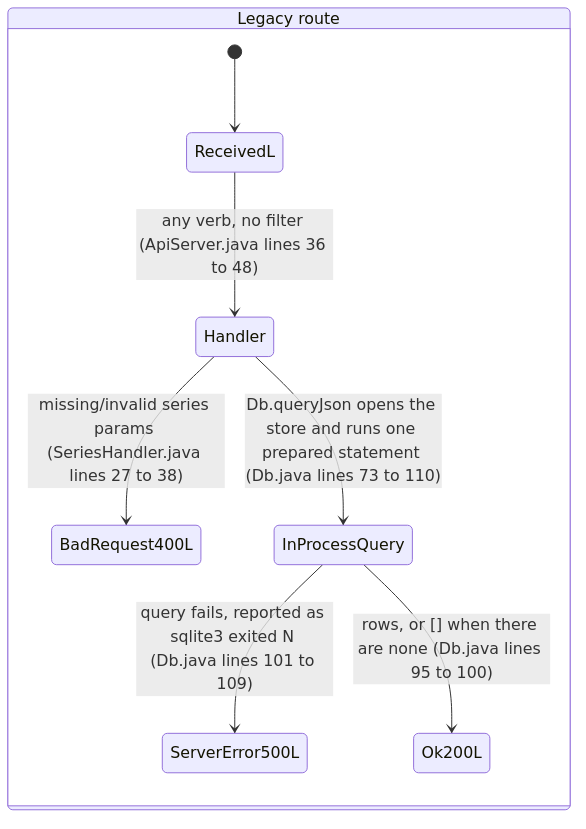 Legacy route
ReceivedL
any verb, no filter
(ApiServer.java lines 36
to 48)
Handler
missing/invalid series
params
(SeriesHandler.java
lines 27 to 38)
Db.queryJson opens the
store and runs one
prepared statement
(Db.java lines 73 to 110)
BadRequest400L
InProcessQuery
query fails, reported as
sqlite3 exited N
(Db.java lines 101 to
109)
rows, or [] when there
are none (Db.java lines
95 to 100)
ServerError500L
Ok200L